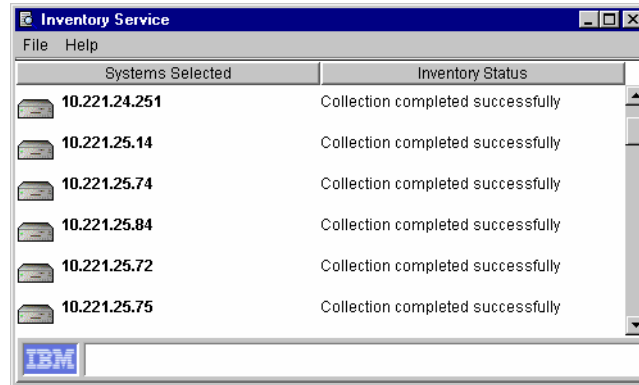 Inventory Service
File Help
Systems Selected Inventory Status
10.221.24.251 Collection completed successfully
10.221.25.14 Collection completed successfully
10.221.25.74 Collection completed successfully
10.221.25.84 Collection completed successfully
10.221.25.72 Collection completed successfully
10.221.25.75 Collection completed successfully
IBM